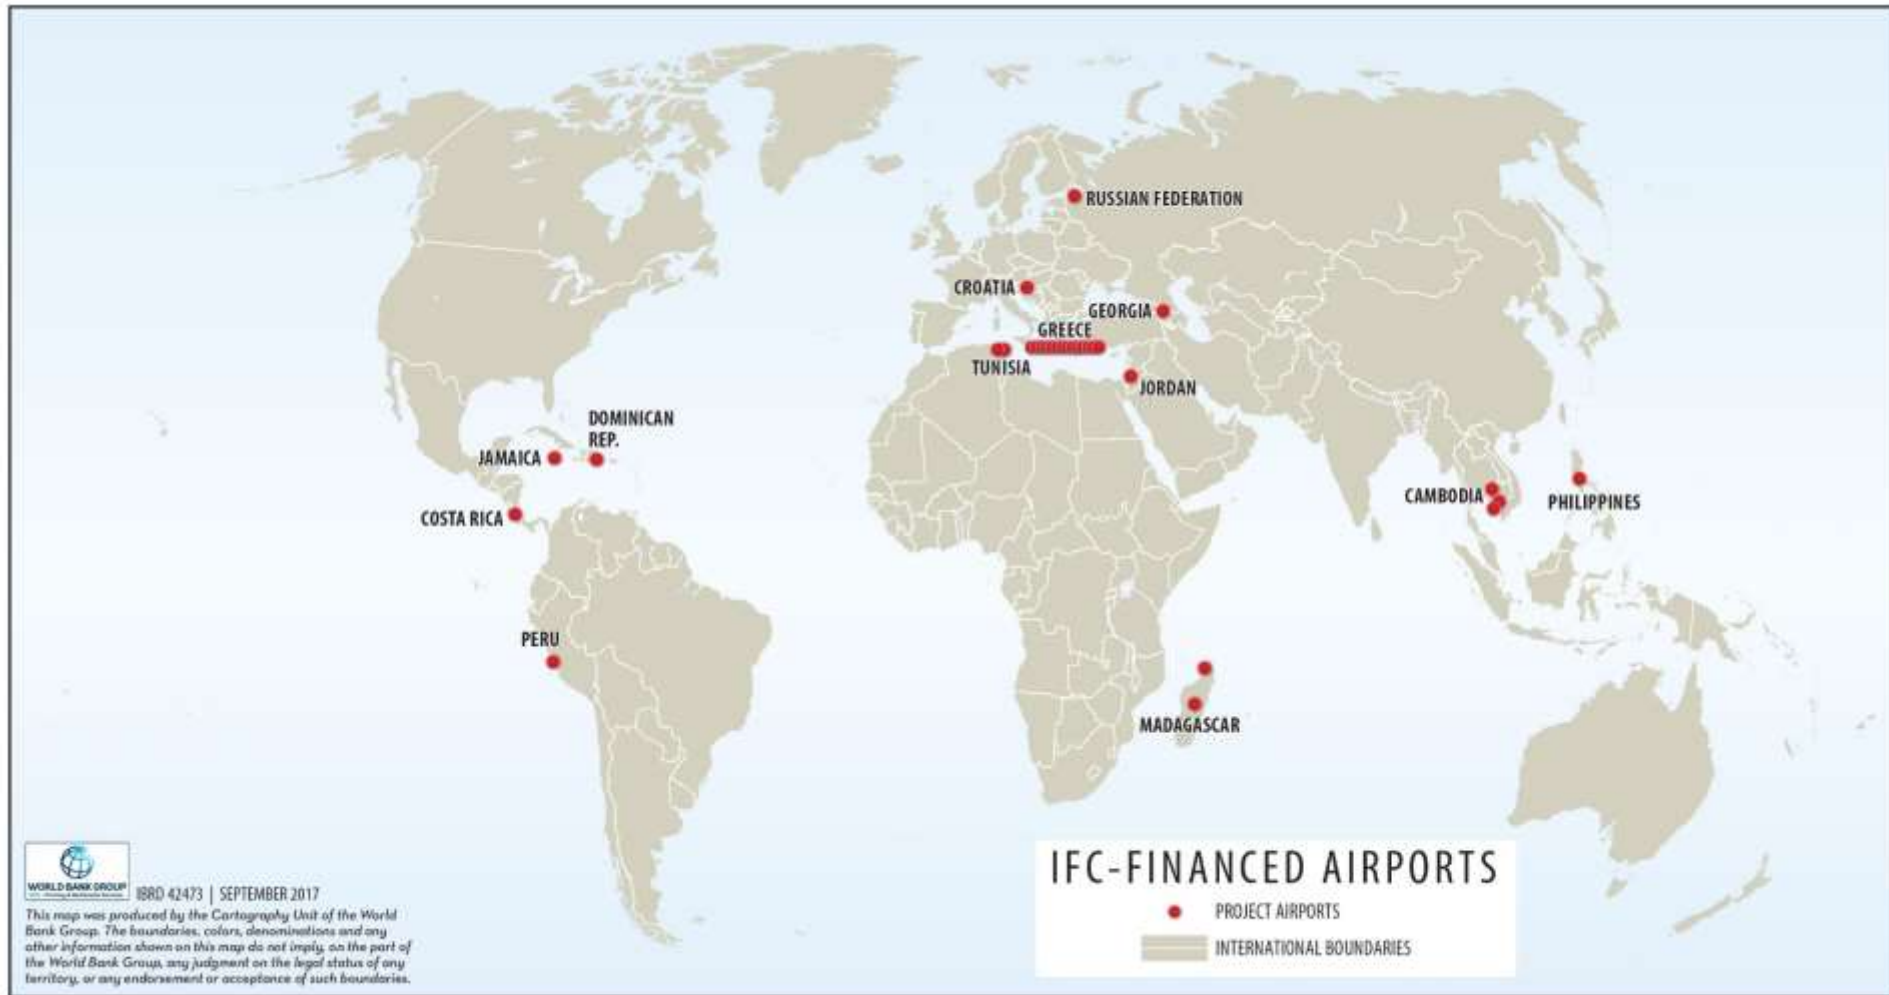 RUSSIAN FEDERATION
CROATIA
GEORGIA
GREECE
TUNISIA
JORDAN
DOMINICAN
REP.
JAMAICA
COSTA RICA
CAMBODIA
PHILIPPINES
PERU
MADAGASCAR
IFC-FINANCED AIRPORTS
PROJECT AIRPORTS
INTERNATIONAL BOUNDARIES
WORLD BANK GROUP
IBRD 42473 | SEPTEMBER 2017
This map was produced by the Cartography Unit of the World
Bank Group. The boundaries, colors, denominations and any
other information shown on this map do not imply, on the part of
the World Bank Group, any judgment on the legal status of any
territory, or any endorsement or acceptance of such boundaries.